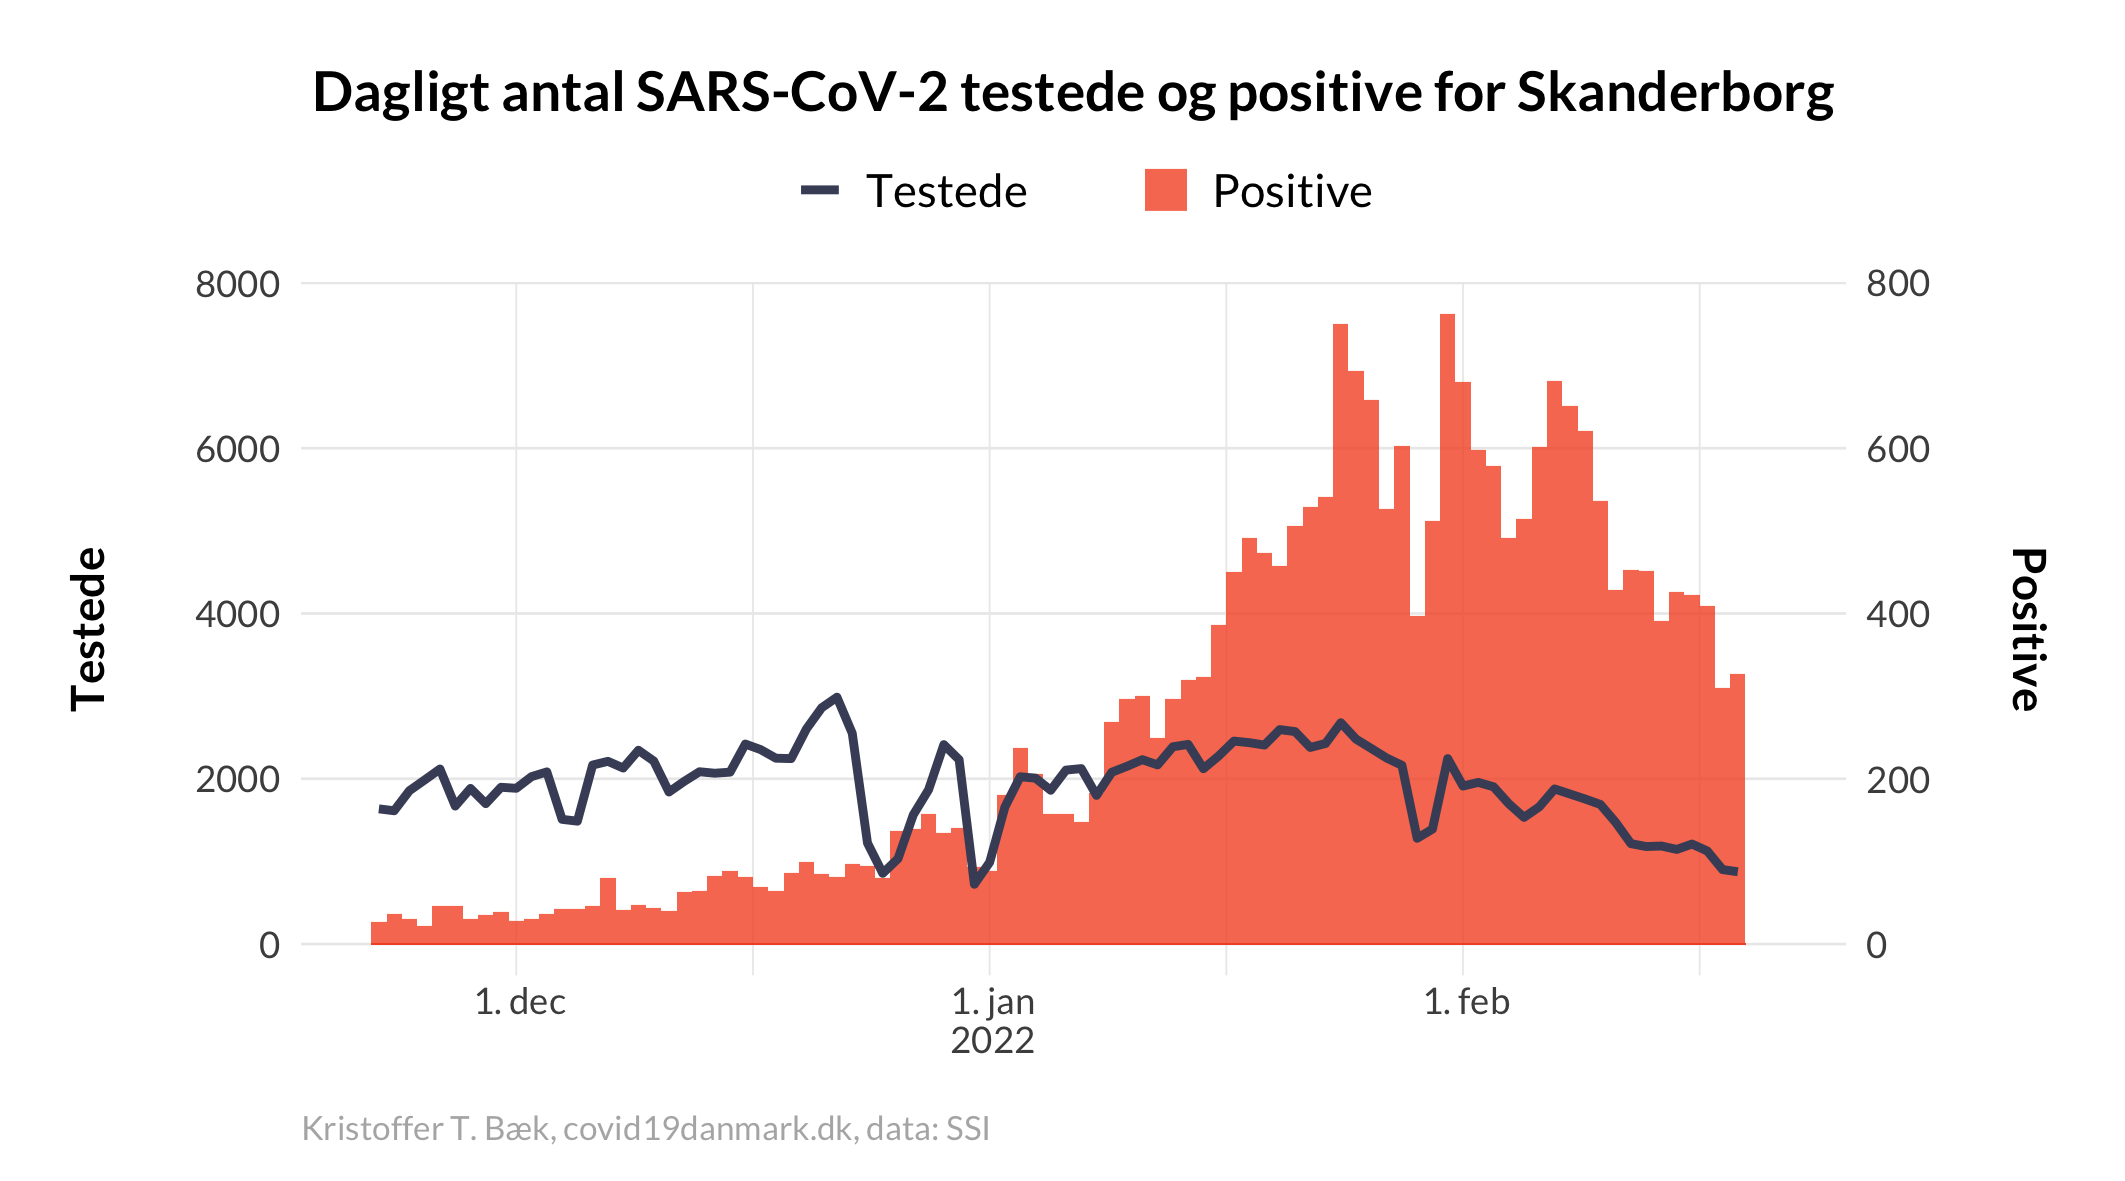 Dagligt antal SARS-CoV-2 testede og positive for Skanderborg
Testede
Positive
8000
6000
4000
2000
0
Testede
800
600
400
200
0
Positive
1. dec
1. jan
2022
1. feb
Kristoffer T. Bæk, covid19danmark.dk, data: SSI